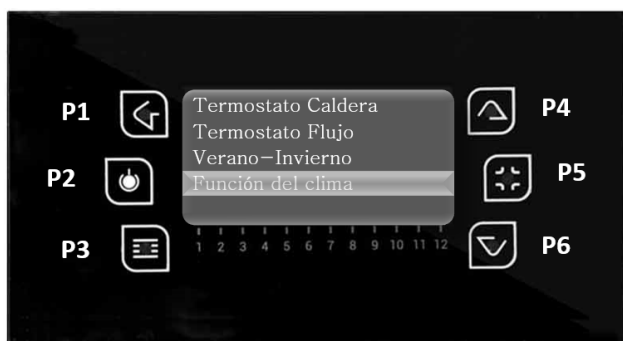 P1
P2
P3
Termostato Caldera
Termostato Flujo
Verano-Invierno
Función del clima
1 2 3 4 5 6 7 8 9 10 11 12
P4
P5
P6